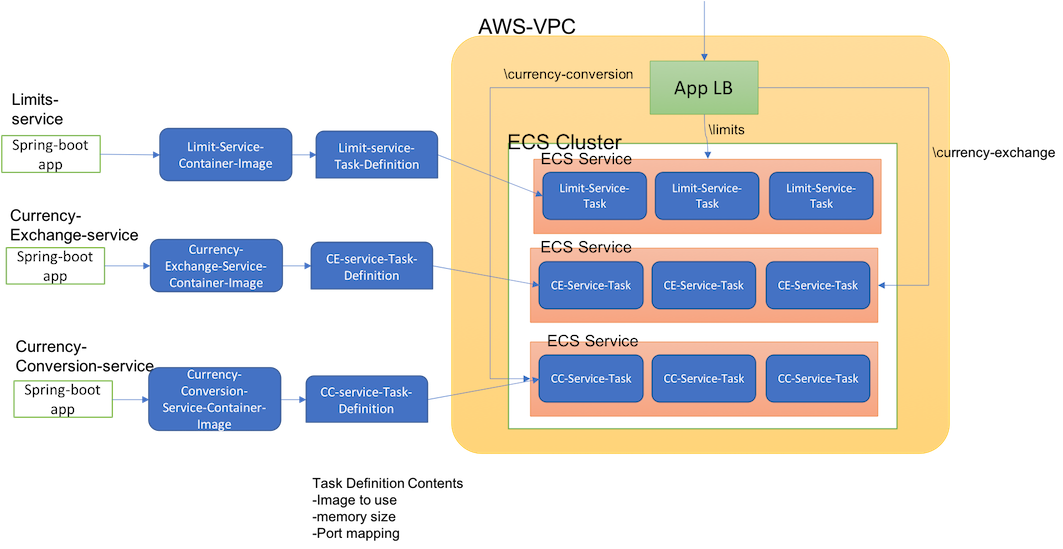 AWS-VPC
\currency-conversion
App LB
\limits
\currency-exchange
ECS Cluster
Limits-
service
Spring-boot
app
Limit-Service-
Container-Image
Limit-service-
Task-Definition
ECS Service
Limit-Service-
Task
Limit-Service-
Task
Limit-Service-
Task
Currency-
Exchange-service
Spring-boot
app
Currency-
Exchange-Service-
Container-Image
CE-service-Task-
Definition
ECS Service
CE-Service-Task
CE-Service-Task
CE-Service-Task
Currency-
Conversion-service
Spring-boot
app
Currency-
Conversion-
Service-Container-
Image
CC-service-Task-
Definition
ECS Service
CC-Service-Task
CC-Service-Task
CC-Service-Task
Task Definition Contents
-Image to use
-memory size
-Port mapping